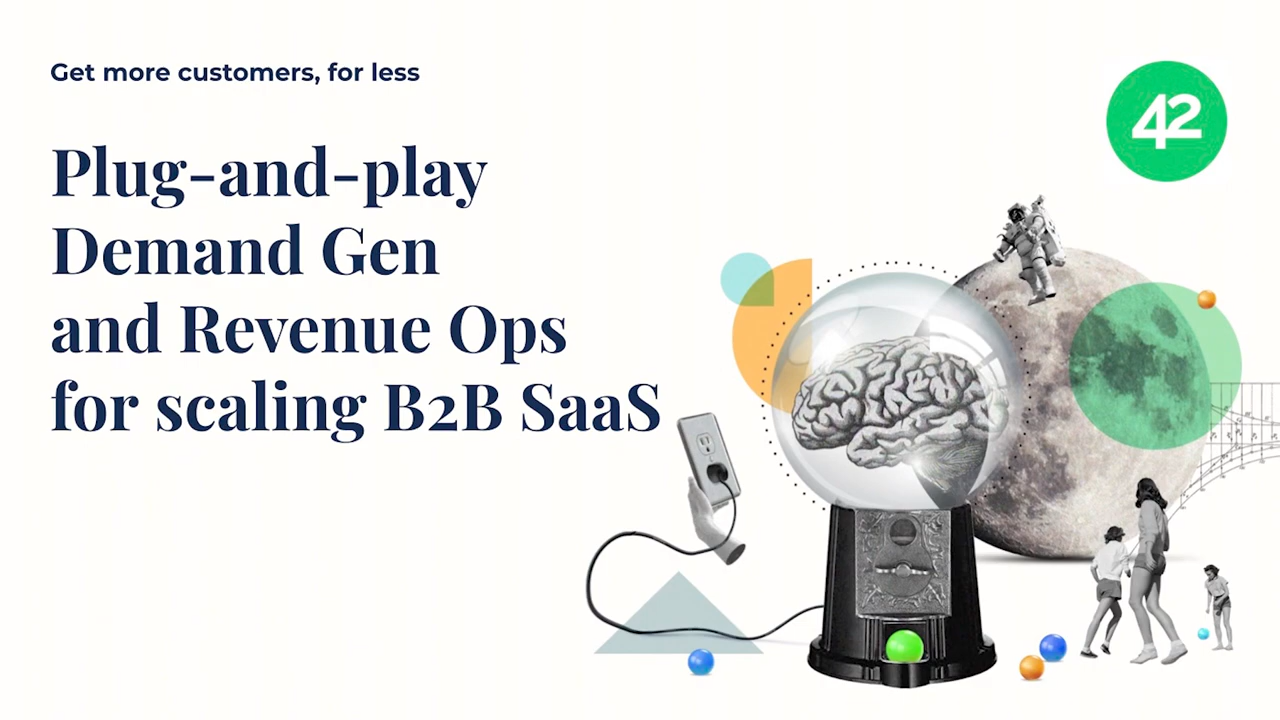 Get more customers, for less
42
Plug-and-play
Demand Gen
and Revenue Ops
for scaling B2B SaaS